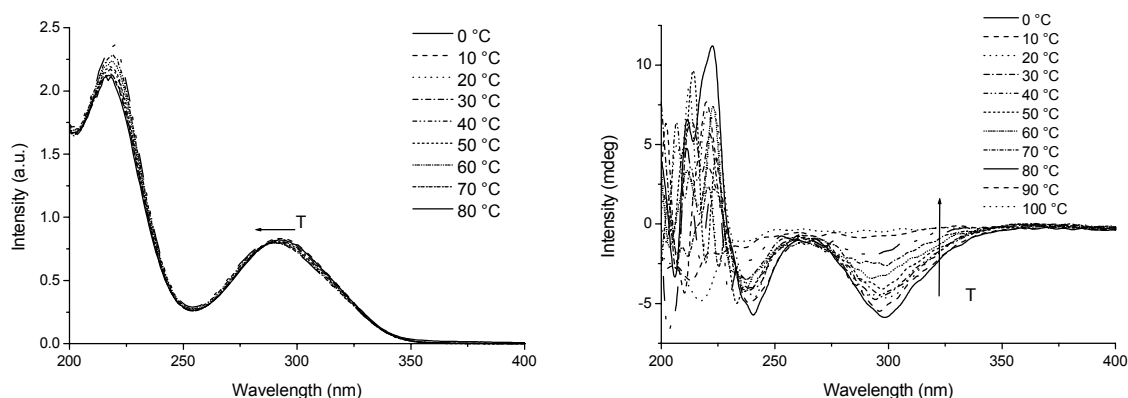 2.5
2.0
1.5
1.0
0.5
0.0
Intensity (a.u.)
200 250 300 350 400
Wavelength (nm)
T
0 °C
10 °C
20 °C
30 °C
40 °C
50 °C
60 °C
70 °C
80 °C
10
5
0
-5
Intensity (mdeg)
200 250 300 350 400
Wavelength (nm)
T
0 °C
10 °C
20 °C
30 °C
40 °C
50 °C
60 °C
70 °C
80 °C
90 °C
100 °C